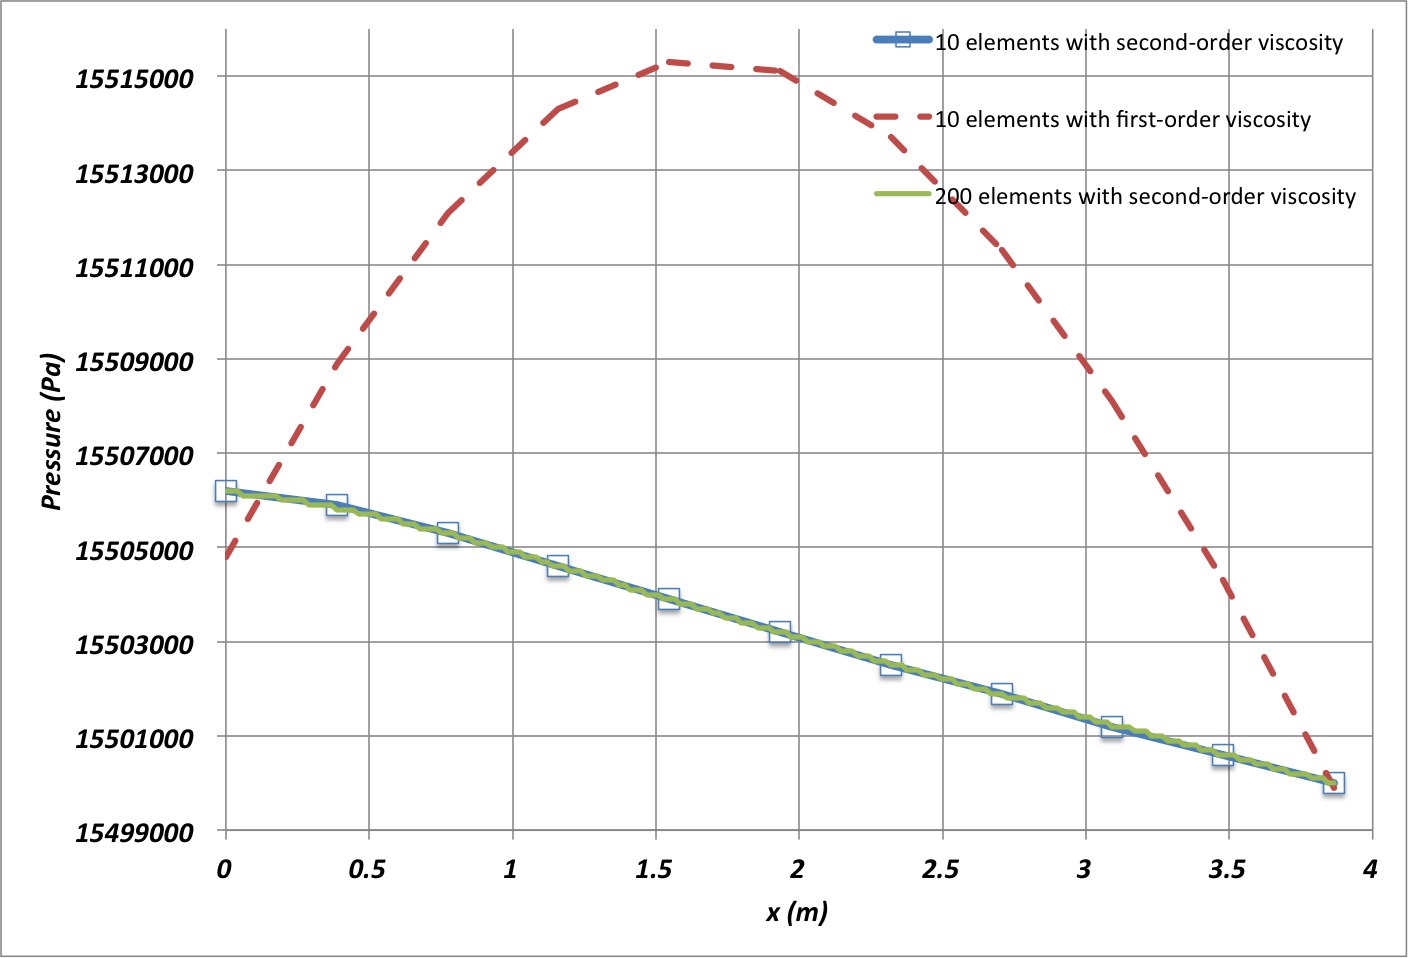 10 elements with second-order viscosity
10 elements with first-order viscosity
200 elements with second-order viscosity
15515000
15513000
15511000
15509000
15507000
15505000
15503000
15501000
15499000
Pressure (Pa)
0 0.5 1 1.5 2 2.5 3 3.5 4
x (m)